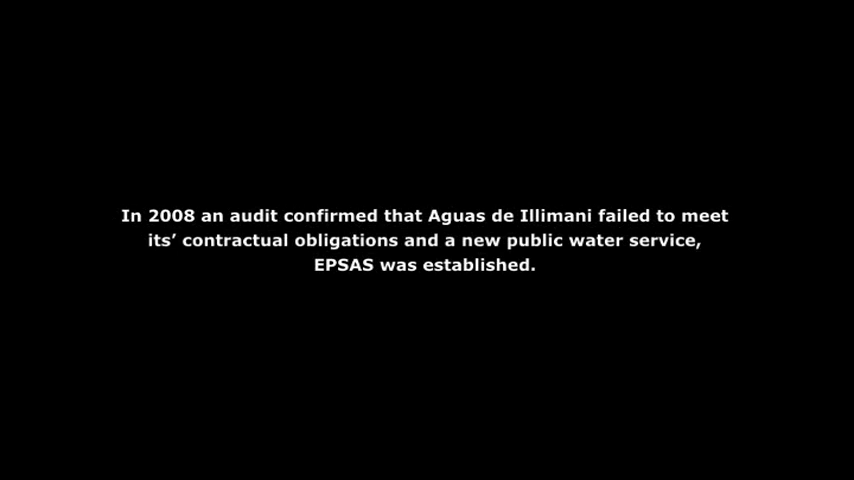 In 2008 an audit confirmed that Aguas de Illimani failed to meet
its’ contractual obligations and a new public water service,
EPSAS was established.